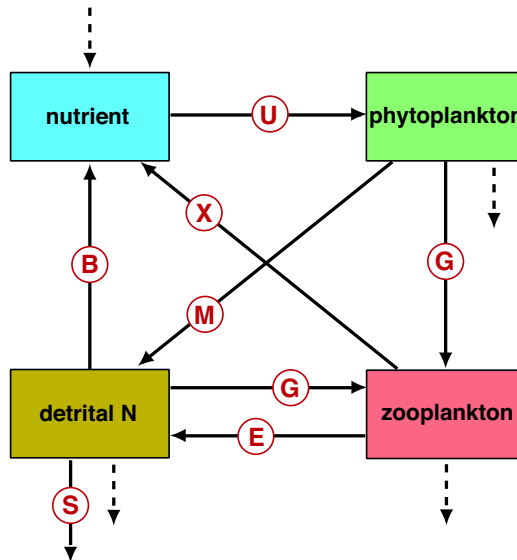 nutrient
U
phytoplankton
X
B
G
M
detrital N
G
zooplankton
E
S